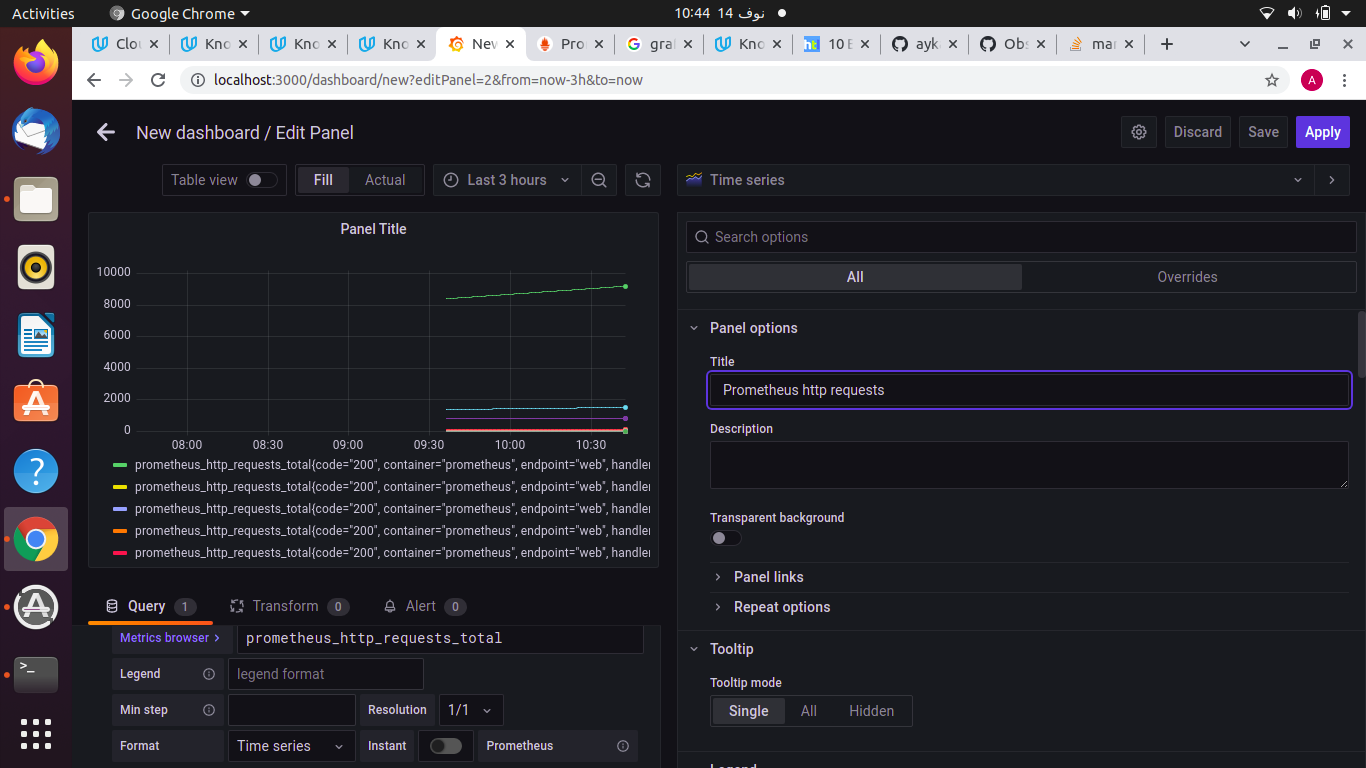 Activities
Google Chrome
10:44 14 نوف
Clo
Kno
Kno
Kno
New
Pro
gra
Kno
10 E
ayk
Obs
mar
localhost:3000/dashboard/new?editPanel=2&from=now-3h&to=now
A
New dashboard / Edit Panel
Discard
Save
Apply
Table view
Fill
Actual
Last 3 hours
Time series
Panel Title
10000
8000
6000
4000
2000
0
08:00
08:30
09:00
09:30
10:00
10:30
prometheus_http_requests_total{code="200", container="prometheus", endpoint="web", handler
prometheus_http_requests_total{code="200", container="prometheus", endpoint="web", handler
prometheus_http_requests_total{code="200", container="prometheus", endpoint="web", handler
prometheus_http_requests_total{code="200", container="prometheus", endpoint="web", handler
prometheus_http_requests_total{code="200", container="prometheus", endpoint="web", handler
Query 1
Transform 0
Alert 0
Metrics browser >
prometheus_http_requests_total
Legend
legend format
Min step
Resolution
1/1
Format
Time series
Instant
Prometheus
Search options
All
Overrides
Panel options
Title
Prometheus http requests
Description
Transparent background
Panel links
Repeat options
Tooltip
Tooltip mode
Single
All
Hidden
Legend